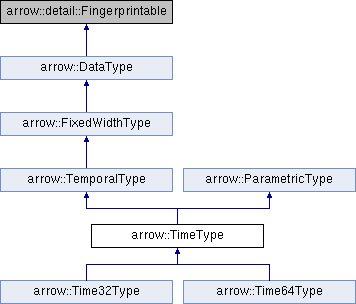 arrow::detail::Fingerprintable
arrow::DataType
arrow::FixedWidthType
arrow::TemporalType
arrow::ParametricType
arrow::TimeType
arrow::Time32Type
arrow::Time64Type